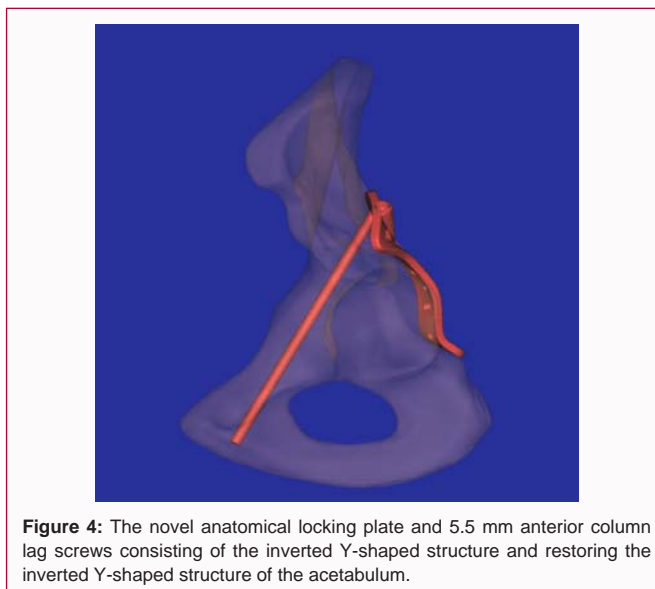 Figure 4: The novel anatomical locking plate and 5.5 mm anterior column
lag screws consisting of the inverted Y-shaped structure and restoring the
inverted Y-shaped structure of the acetabulum.